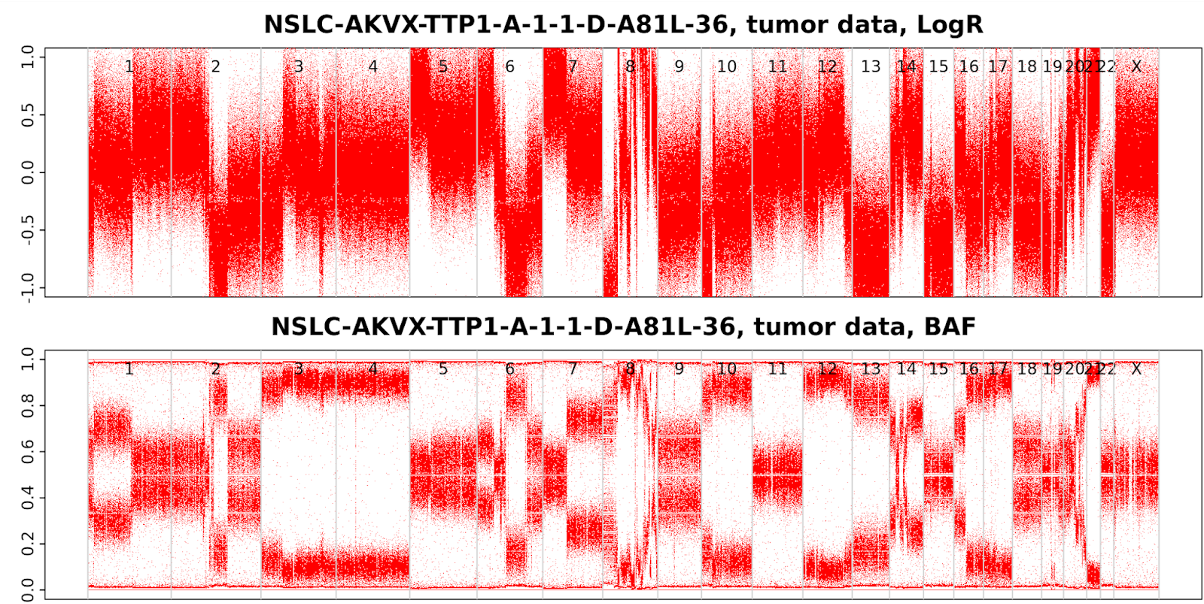 NSLC-AKVX-TTP1-A-1-1-D-A81L-36, tumor data, LogR
1.0
0.5
0.0
-0.5
-1.0
1 2 3 4 5 6 7 8 9 10 11 12 13 14 15 16 17 18 19 20 21 22 X
NSLC-AKVX-TTP1-A-1-1-D-A81L-36, tumor data, BAF
1.0
0.8
0.6
0.4
0.2
0.0
1 2 3 4 5 6 7 8 9 10 11 12 13 14 15 16 17 18 19 20 21 22 X